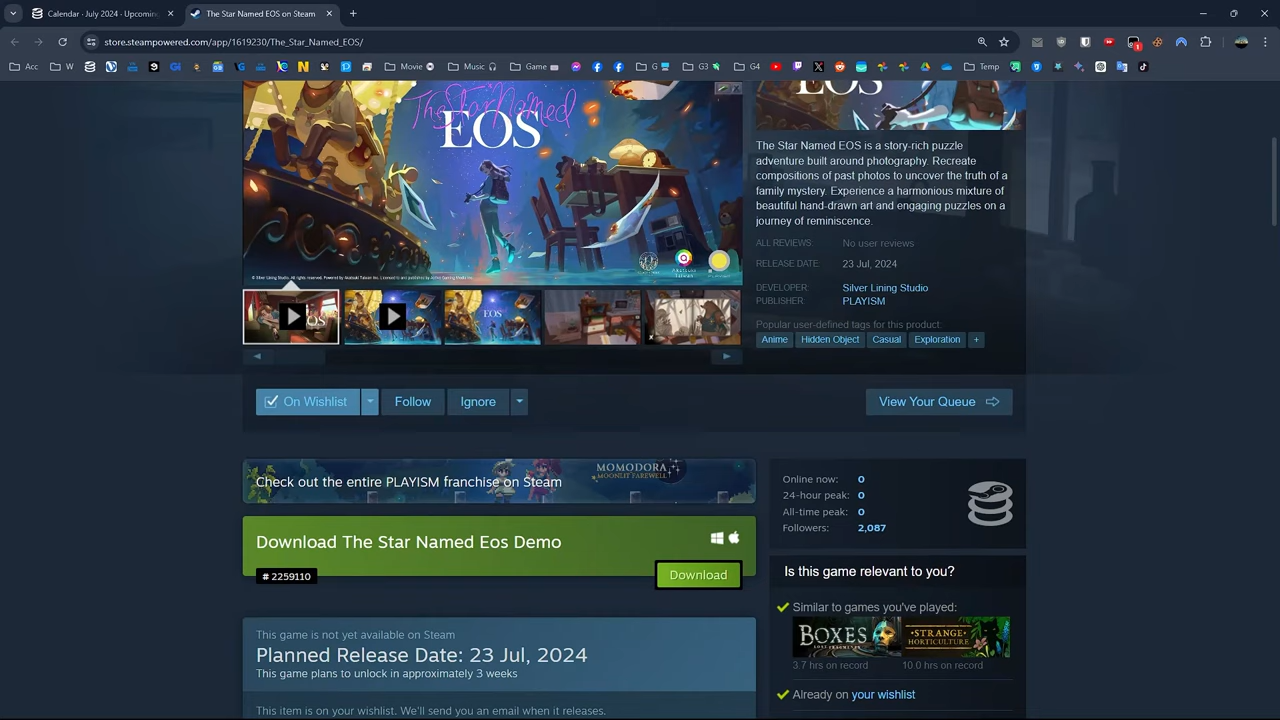 Calendar · July 2024 - Upcoming
The Star Named EOS on Steam
store.steampowered.com/app/1619230/The_Star_Named_EOS/
Acc
W
Movie
Music
Game
G
G3
G4
Temp
The Star Named
EOS
EOS
The Star Named EOS is a story-rich puzzle
adventure built around photography. Recreate
compositions of past photos to uncover the truth of a
family mystery. Experience a harmonious mixture of
beautiful hand-drawn art and engaging puzzles on a
journey of reminiscence.
ALL REVIEWS: No user reviews
RELEASE DATE: 23 Jul, 2024
DEVELOPER: Silver Lining Studio
PUBLISHER: PLAYISM
Popular user-defined tags for this product:
Anime Hidden Object Casual Exploration +
On Wishlist
Follow
Ignore
View Your Queue
MOMODORA
MOONLIT FAREWELL
Check out the entire PLAYISM franchise on Steam
Download The Star Named Eos Demo
# 2259110
Download
This game is not yet available on Steam
Planned Release Date: 23 Jul, 2024
This game plans to unlock in approximately 3 weeks
This item is on your wishlist. We'll send you an email when it releases.
Online now: 0
24-hour peak: 0
All-time peak: 0
Followers: 2,087
Is this game relevant to you?
Similar to games you've played:
BOXES
LOST FRAGMENTS
STRANGE
HORTICULTURE
3.7 hrs on record
10.0 hrs on record
Already on your wishlist